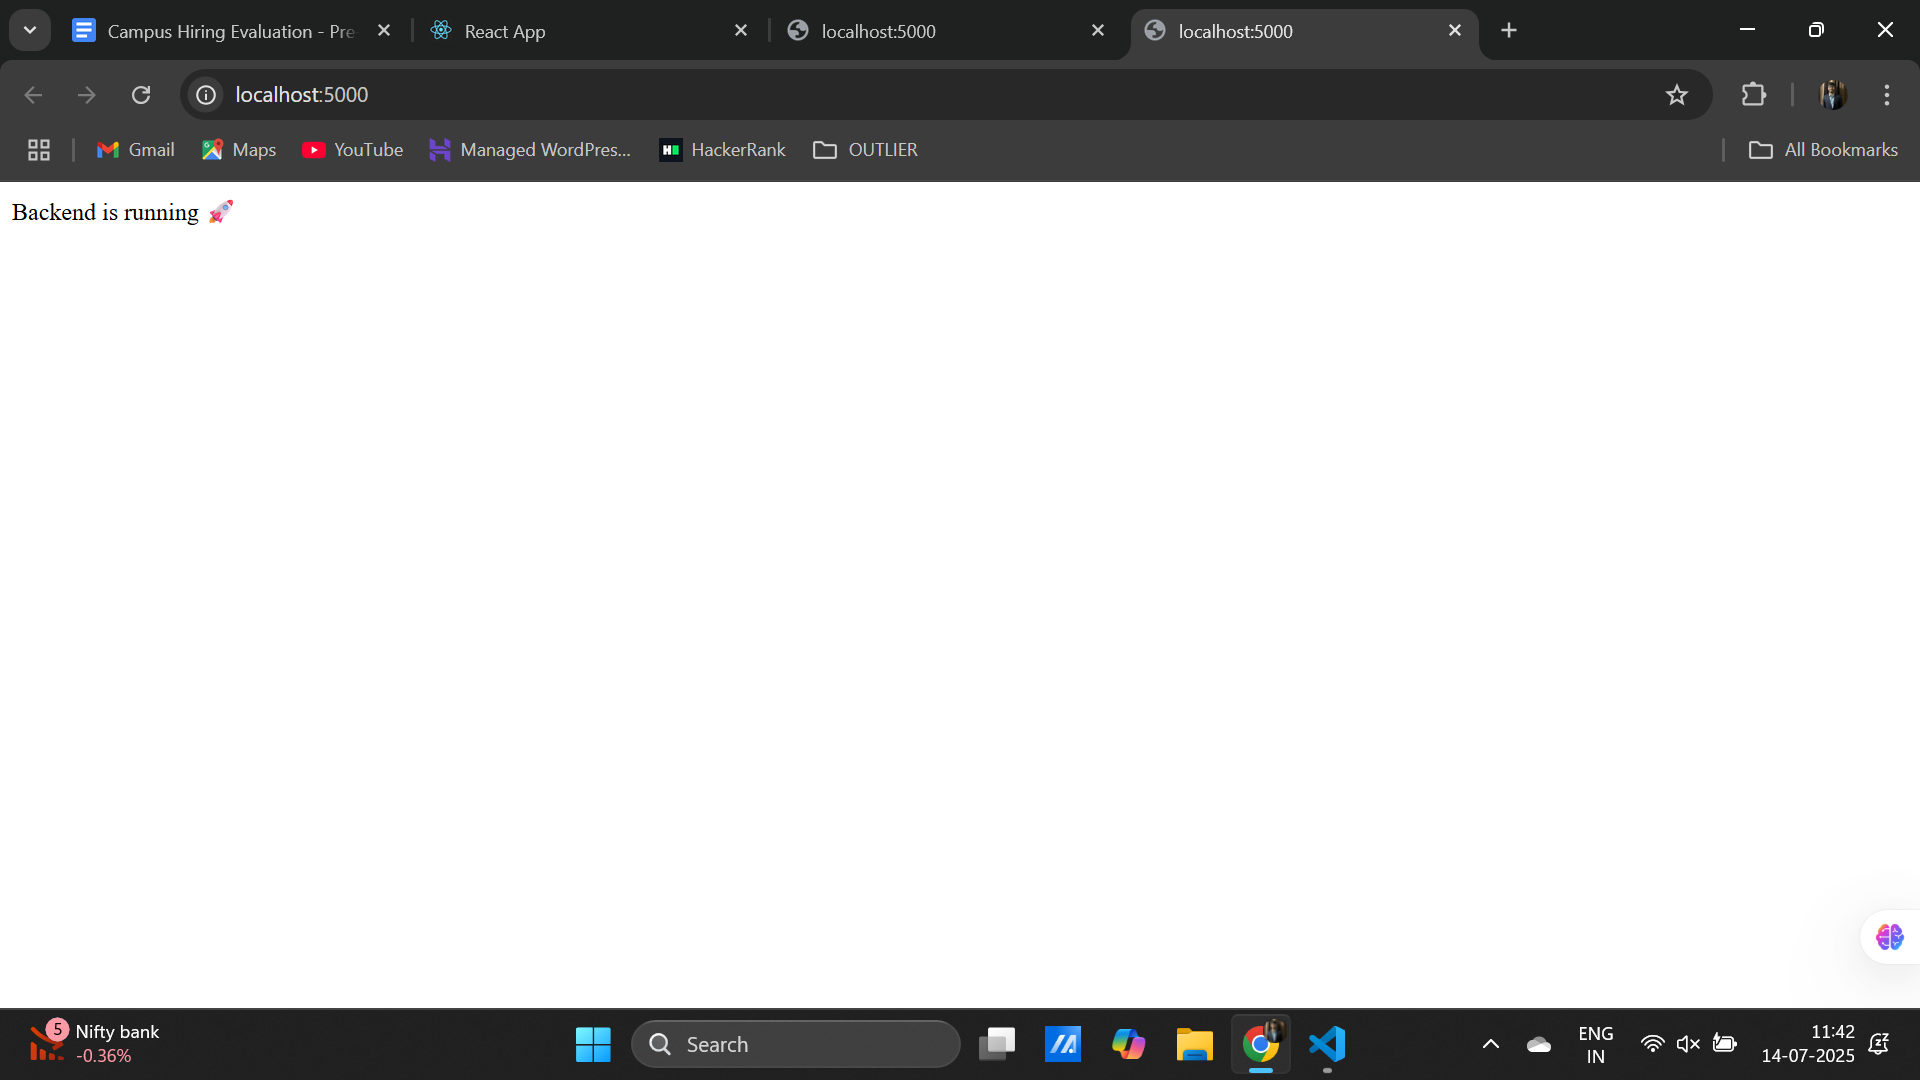 Campus Hiring Evaluation - Pre
React App
localhost:5000
localhost:5000
localhost:5000
Gmail
Maps
YouTube
Managed WordPres...
HackerRank
OUTLIER
All Bookmarks
Backend is running 🚀
5
Nifty bank
-0.36%
Search
ENG
IN
11:42
14-07-2025